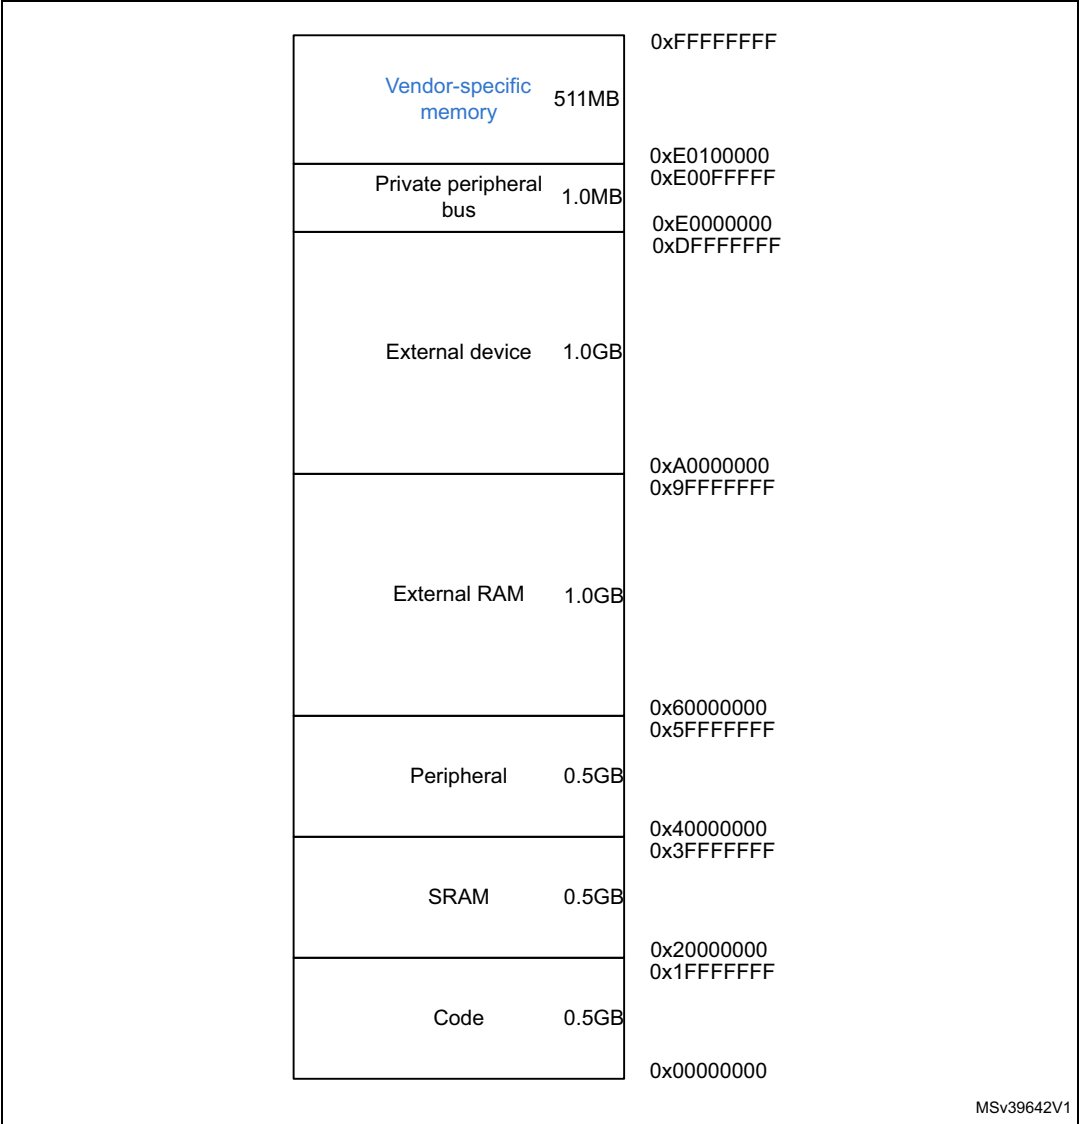 0xFFFFFFFF
Vendor-specific
memory
511MB
0xE0100000
0xE00FFFFF
Private peripheral
bus
1.0MB
0xE0000000
0xDFFFFFFF
External device
1.0GB
0xA0000000
0x9FFFFFFF
External RAM
1.0GB
0x60000000
0x5FFFFFFF
Peripheral
0.5GB
0x40000000
0x3FFFFFFF
SRAM
0.5GB
0x20000000
0x1FFFFFFF
Code
0.5GB
0x00000000
MSv39642V1